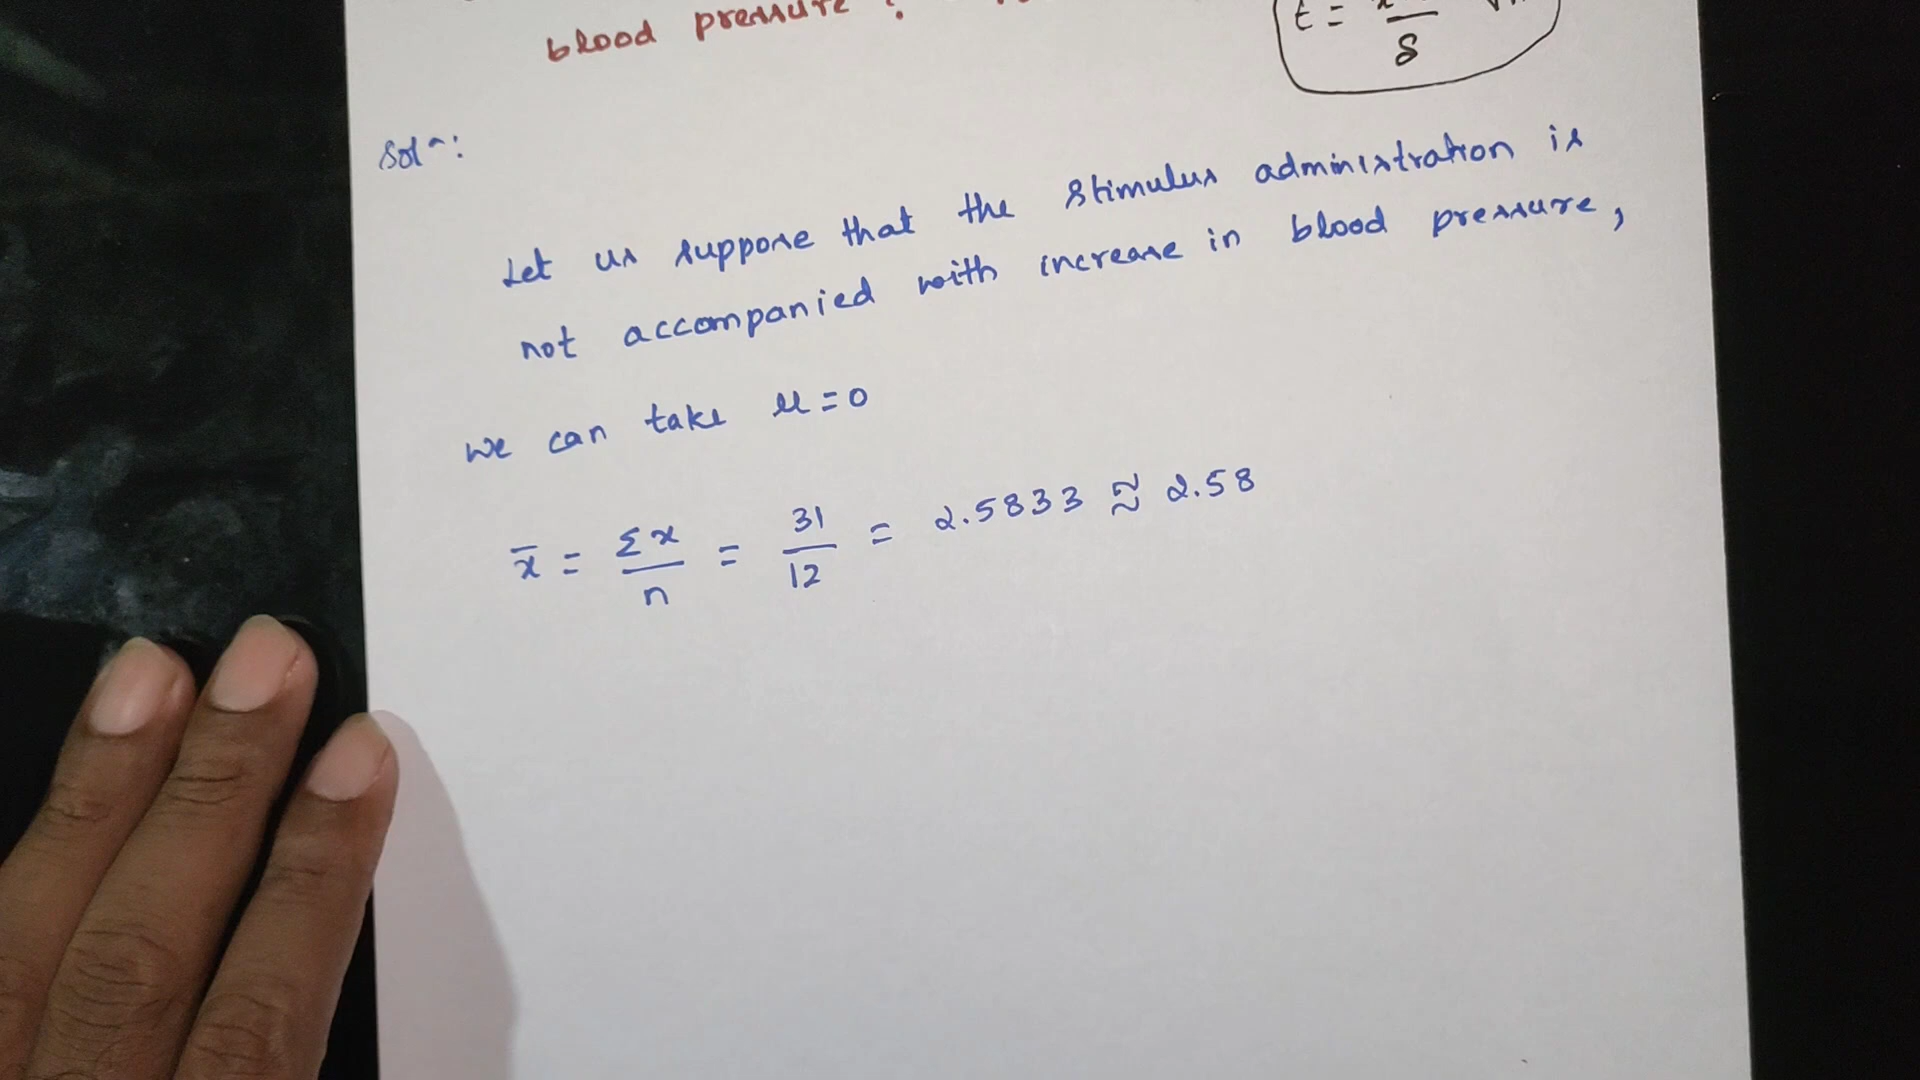 blood pressure ?
t =
s
Solⁿ:
Let us suppose that the stimulus administration is
not accompanied with increase in blood pressure,
we can take μ = 0
x̄ = Σx / n = 31 / 12 = 2.5833 ≈ 2.58